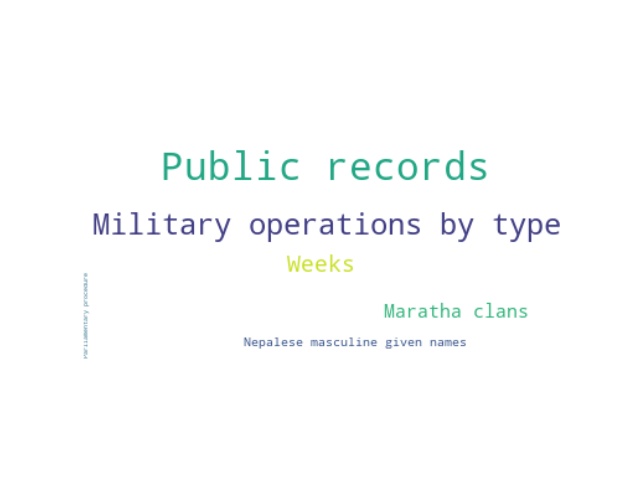 Public records
Military operations by type
Weeks
Maratha clans
Nepalese masculine given names
Parliamentary procedure